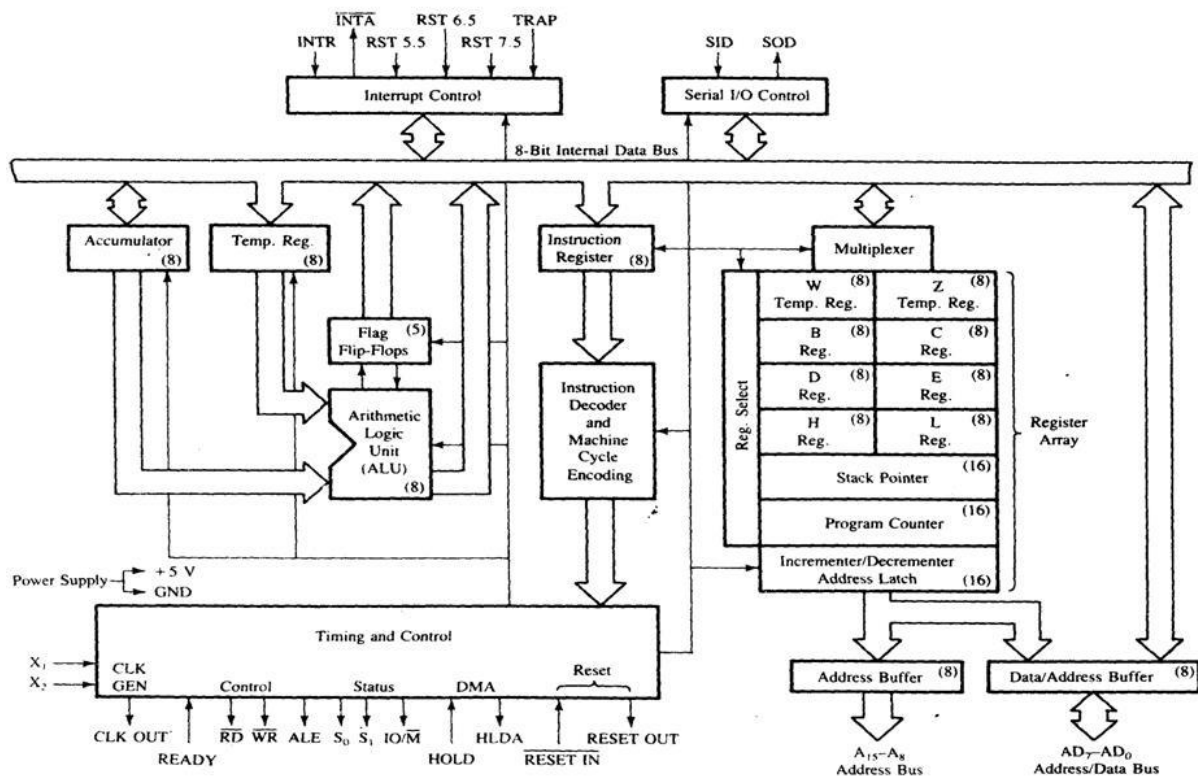 INTR
I̅N̅T̅A̅
RST 5.5
RST 6.5
RST 7.5
TRAP
SID
SOD
Interrupt Control
Serial I/O Control
8-Bit Internal Data Bus
Accumulator
(8)
Temp. Reg.
(8)
Instruction
Register
(8)
Multiplexer
Flag
Flip-Flops
(5)
Arithmetic
Logic
Unit
(ALU)
(8)
Instruction
Decoder
and
Machine
Cycle
Encoding
Reg. Select
W (8)
Temp. Reg.
Z (8)
Temp. Reg.
B (8)
Reg.
C (8)
Reg.
D (8)
Reg.
E (8)
Reg.
H (8)
Reg.
L (8)
Reg.
Stack Pointer (16)
Program Counter (16)
Incrementer/Decrementer
Address Latch (16)
Register
Array
Power Supply
+5 V
GND
Timing and Control
X₁
X₂
CLK
GEN
Control
Status
DMA
Reset
CLK OUT
READY
R̅D̅
W̅R̅
ALE
S₀
S₁
IO/M̅
HOLD
HLDA
R̅E̅S̅E̅T̅ I̅N̅
RESET OUT
Address Buffer (8)
Data/Address Buffer (8)
A₁₅–A₈
Address Bus
AD₇–AD₀
Address/Data Bus